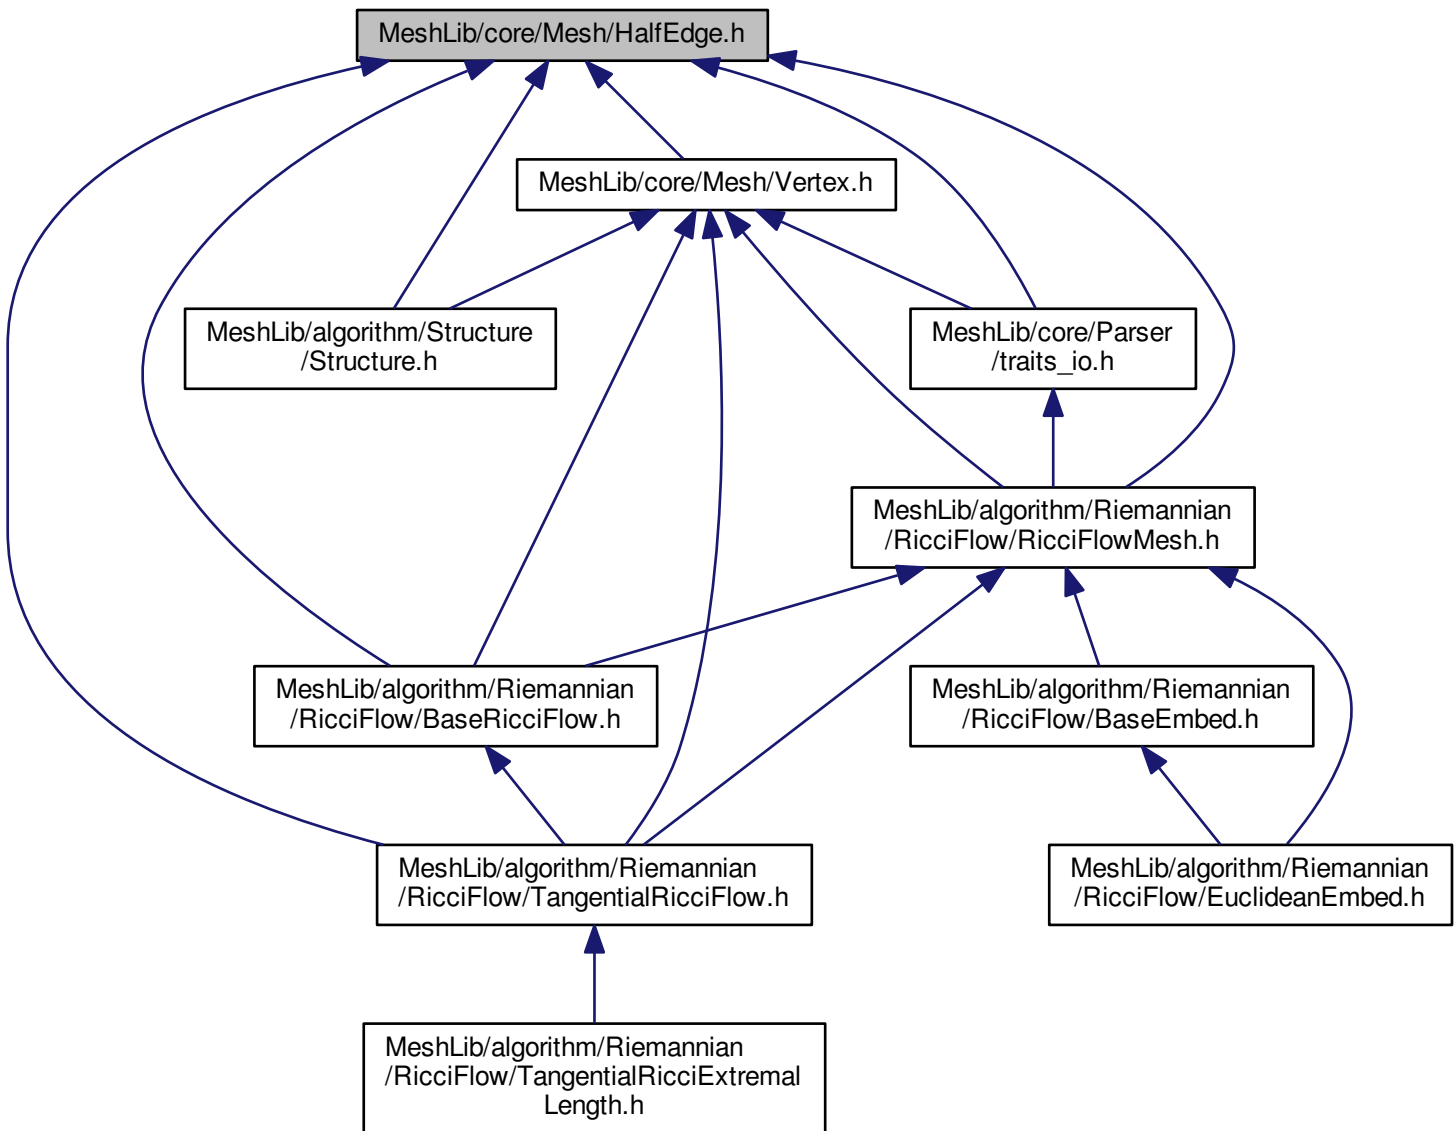 MeshLib/core/Mesh/HalfEdge.h
MeshLib/core/Mesh/Vertex.h
MeshLib/algorithm/Structure
/Structure.h
MeshLib/core/Parser
/traits_io.h
MeshLib/algorithm/Riemannian
/RicciFlow/RicciFlowMesh.h
MeshLib/algorithm/Riemannian
/RicciFlow/BaseRicciFlow.h
MeshLib/algorithm/Riemannian
/RicciFlow/BaseEmbed.h
MeshLib/algorithm/Riemannian
/RicciFlow/TangentialRicciFlow.h
MeshLib/algorithm/Riemannian
/RicciFlow/EuclideanEmbed.h
MeshLib/algorithm/Riemannian
/RicciFlow/TangentialRicciExtremal
Length.h